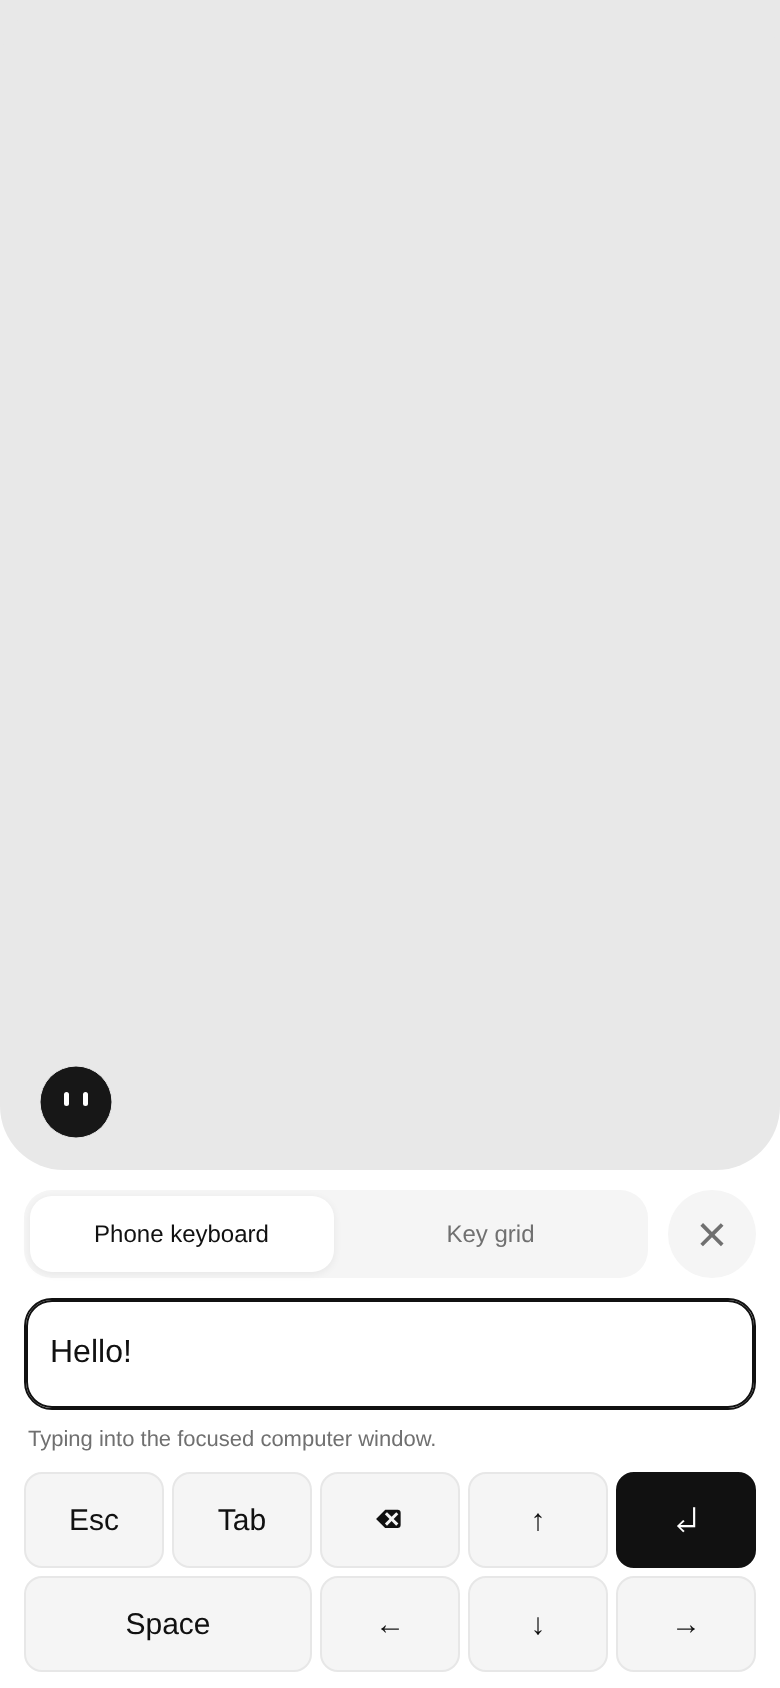 Phone keyboard
Key grid
Hello!
Typing into the focused computer window.
Esc
Tab
↑
Space
←
↓
→